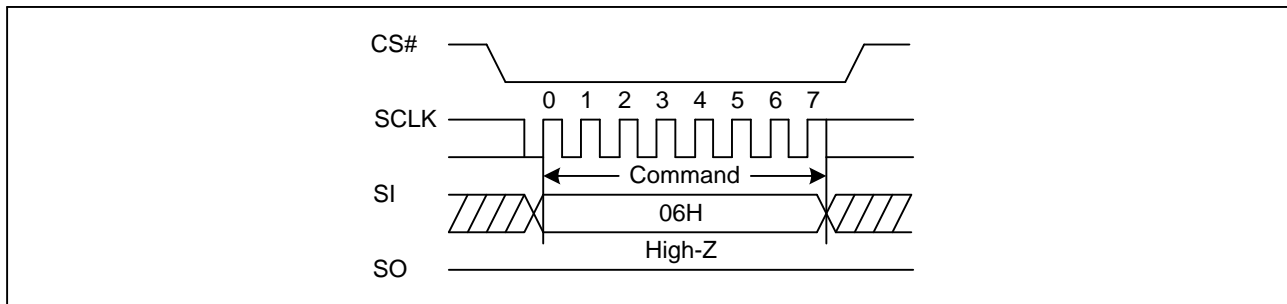 CS#
0 1 2 3 4 5 6 7
SCLK
Command
SI
06H
High-Z
SO